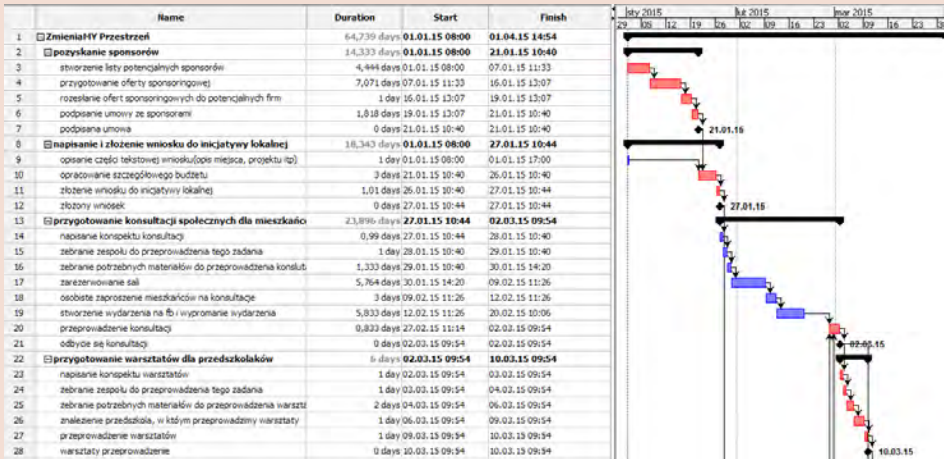 Name Duration Start Finish
sty 2015 lut 2015 mar 2015
29 05 12 19 26 02 09 16 23 02 09 16 23 30
1 ZmieniaMY Przestrzeń 64,739 days 01.01.15 08:00 01.04.15 14:54
2 pozyskanie sponsorów 14,333 days 01.01.15 08:00 21.01.15 10:40
3 stworzenie listy potencjalnych sponsorów 4,444 days 01.01.15 08:00 07.01.15 11:33
4 przygotowanie oferty sponsoringowej 7,071 days 07.01.15 11:33 16.01.15 13:07
5 rozesłanie ofert sponsoringowych do potencjalnych firm 1 day 16.01.15 13:07 19.01.15 13:07
6 podpisanie umowy ze sponsorami 1,818 days 19.01.15 13:07 21.01.15 10:40
7 podpisana umowa 0 days 21.01.15 10:40 21.01.15 10:40 21.01.15
8 napisanie i złożenie wniosku do inicjatywy lokalnej 18,343 days 01.01.15 08:00 27.01.15 10:44
9 opisanie części tekstowej wniosku(opis miejsca, projektu itp) 1 day 01.01.15 08:00 01.01.15 17:00
10 opracowanie szczegółowego budżetu 3 days 21.01.15 10:40 26.01.15 10:40
11 złożenie wniosku do inicjatywy lokalnej 1,01 days 26.01.15 10:40 27.01.15 10:44
12 złożony wniosek 0 days 27.01.15 10:44 27.01.15 10:44 27.01.15
13 przygotowanie konsultacji społecznych dla mieszkańcó 23,896 days 27.01.15 10:44 02.03.15 09:54
14 napisanie konspektu konsultacji 0,99 days 27.01.15 10:44 28.01.15 10:40
15 zebranie zespołu do przeprowadzenia tego zadania 1 day 28.01.15 10:40 29.01.15 10:40
16 zebranie potrzebnych materiałów do przeprowadzenia konslut 1,333 days 29.01.15 10:40 30.01.15 14:20
17 zarezerwowanie sali 5,764 days 30.01.15 14:20 09.02.15 11:26
18 osobiste zaproszenie mieszkańców na konsultacje 3 days 09.02.15 11:26 12.02.15 11:26
19 stworzenie wydarzenia na fb i wypromanie wydarzenia 5,833 days 12.02.15 11:26 20.02.15 10:06
20 przeprowadzenie konsultacji 0,833 days 27.02.15 11:14 02.03.15 09:54
21 odbycie się konsultacji 0 days 02.03.15 09:54 02.03.15 09:54 02.03.15
22 przygotowanie warsztatów dla przedszkolaków 6 days 02.03.15 09:54 10.03.15 09:54
23 napisanie konspektu warsztatów 1 day 02.03.15 09:54 03.03.15 09:54
24 zebranie zespołu do przeprowadzenia tego zadania 1 day 03.03.15 09:54 04.03.15 09:54
25 zebranie potrzebnych materiałów do przeprowadzenia warszta 2 days 04.03.15 09:54 06.03.15 09:54
26 znalezienie przedszkola, w któym przeprowadzimy warsztaty 1 day 06.03.15 09:54 09.03.15 09:54
27 przeprowadzenie warsztatów 1 day 09.03.15 09:54 10.03.15 09:54
28 warsztaty przeprowadzenie 0 days 10.03.15 09:54 10.03.15 09:54 10.03.15